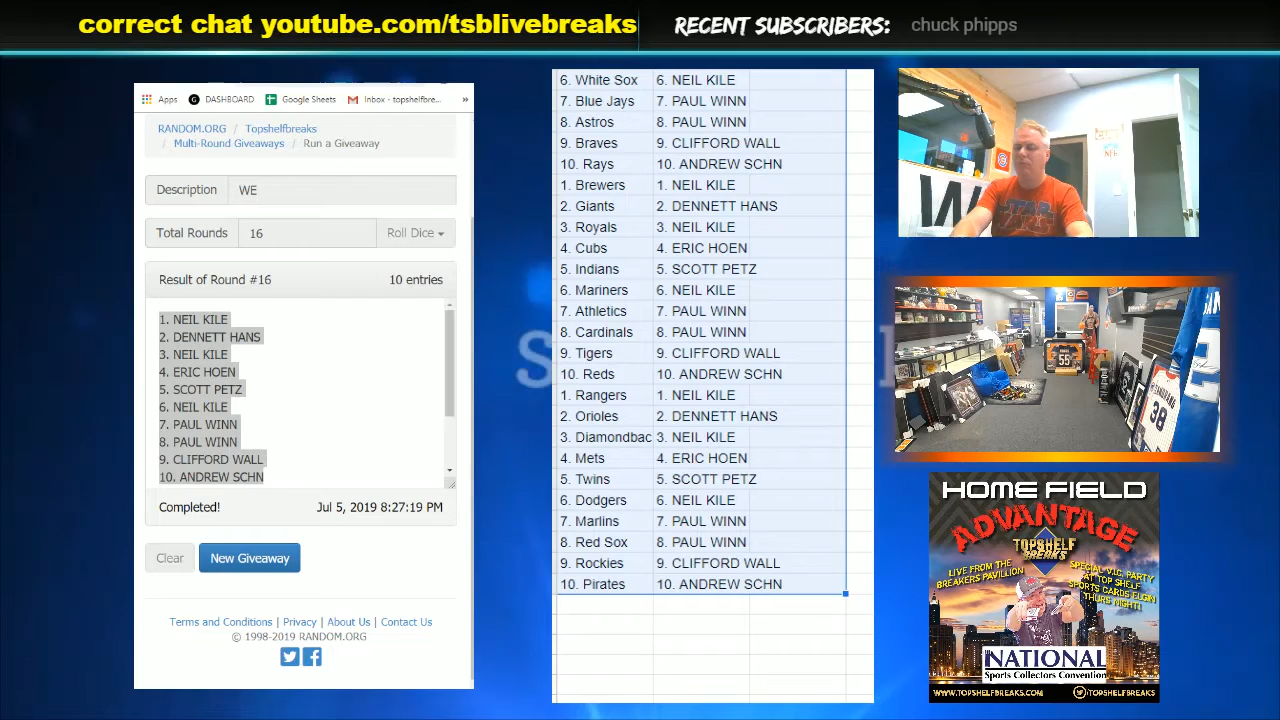 correct chat youtube.com/tsblivebreaks
RECENT SUBSCRIBERS: chuck phipps
Apps DASHBOARD Google Sheets Inbox - topshelfbre... »
RANDOM.ORG / Topshelfbreaks
/ Multi-Round Giveaways / Run a Giveaway
Description WE
Total Rounds 16 Roll Dice
Result of Round #16 10 entries
1. NEIL KILE
2. DENNETT HANS
3. NEIL KILE
4. ERIC HOEN
5. SCOTT PETZ
6. NEIL KILE
7. PAUL WINN
8. PAUL WINN
9. CLIFFORD WALL
10. ANDREW SCHN
Completed! Jul 5, 2019 8:27:19 PM
Clear New Giveaway
Terms and Conditions | Privacy | About Us | Contact Us
© 1998-2019 RANDOM.ORG
6. White Sox 6. NEIL KILE
7. Blue Jays 7. PAUL WINN
8. Astros 8. PAUL WINN
9. Braves 9. CLIFFORD WALL
10. Rays 10. ANDREW SCHN
1. Brewers 1. NEIL KILE
2. Giants 2. DENNETT HANS
3. Royals 3. NEIL KILE
4. Cubs 4. ERIC HOEN
5. Indians 5. SCOTT PETZ
6. Mariners 6. NEIL KILE
7. Athletics 7. PAUL WINN
8. Cardinals 8. PAUL WINN
9. Tigers 9. CLIFFORD WALL
10. Reds 10. ANDREW SCHN
1. Rangers 1. NEIL KILE
2. Orioles 2. DENNETT HANS
3. Diamondbac 3. NEIL KILE
4. Mets 4. ERIC HOEN
5. Twins 5. SCOTT PETZ
6. Dodgers 6. NEIL KILE
7. Marlins 7. PAUL WINN
8. Red Sox 8. PAUL WINN
9. Rockies 9. CLIFFORD WALL
10. Pirates 10. ANDREW SCHN
W
55
38
HOME FIELD
ADVANTAGE
TOPSHELF
BREAKS
LIVE FROM THE
BREAKERS PAVILLION
SPECIAL V.I.C. PARTY
AT TOP SHELF
SPORTS CARDS ELGIN
THURS NIGHT!
NATIONAL
Sports Collectors Convention
WWW.TOPSHELFBREAKS.COM @TOPSHELFBREAKS